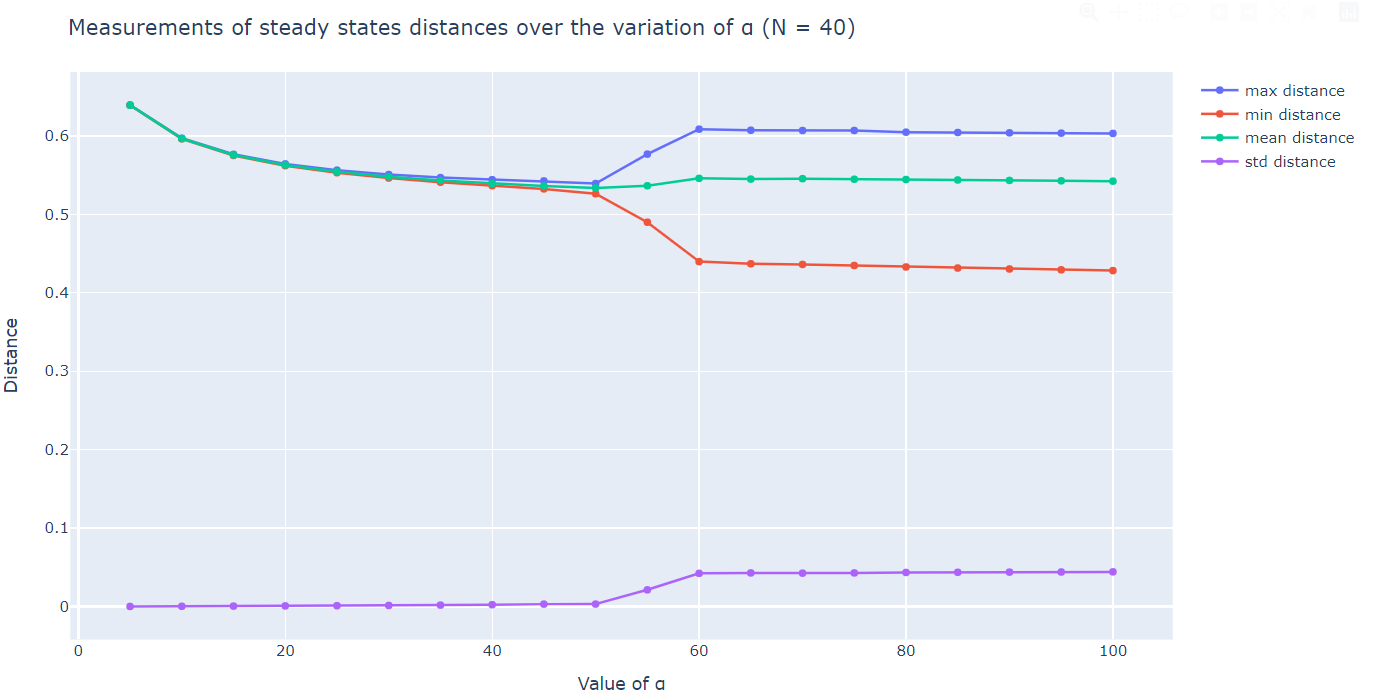 Measurements of steady states distances over the variation of α (N = 40)
max distance
min distance
mean distance
std distance
0.6
0.5
0.4
0.3
0.2
0.1
0
Distance
0
20
40
60
80
100
Value of α